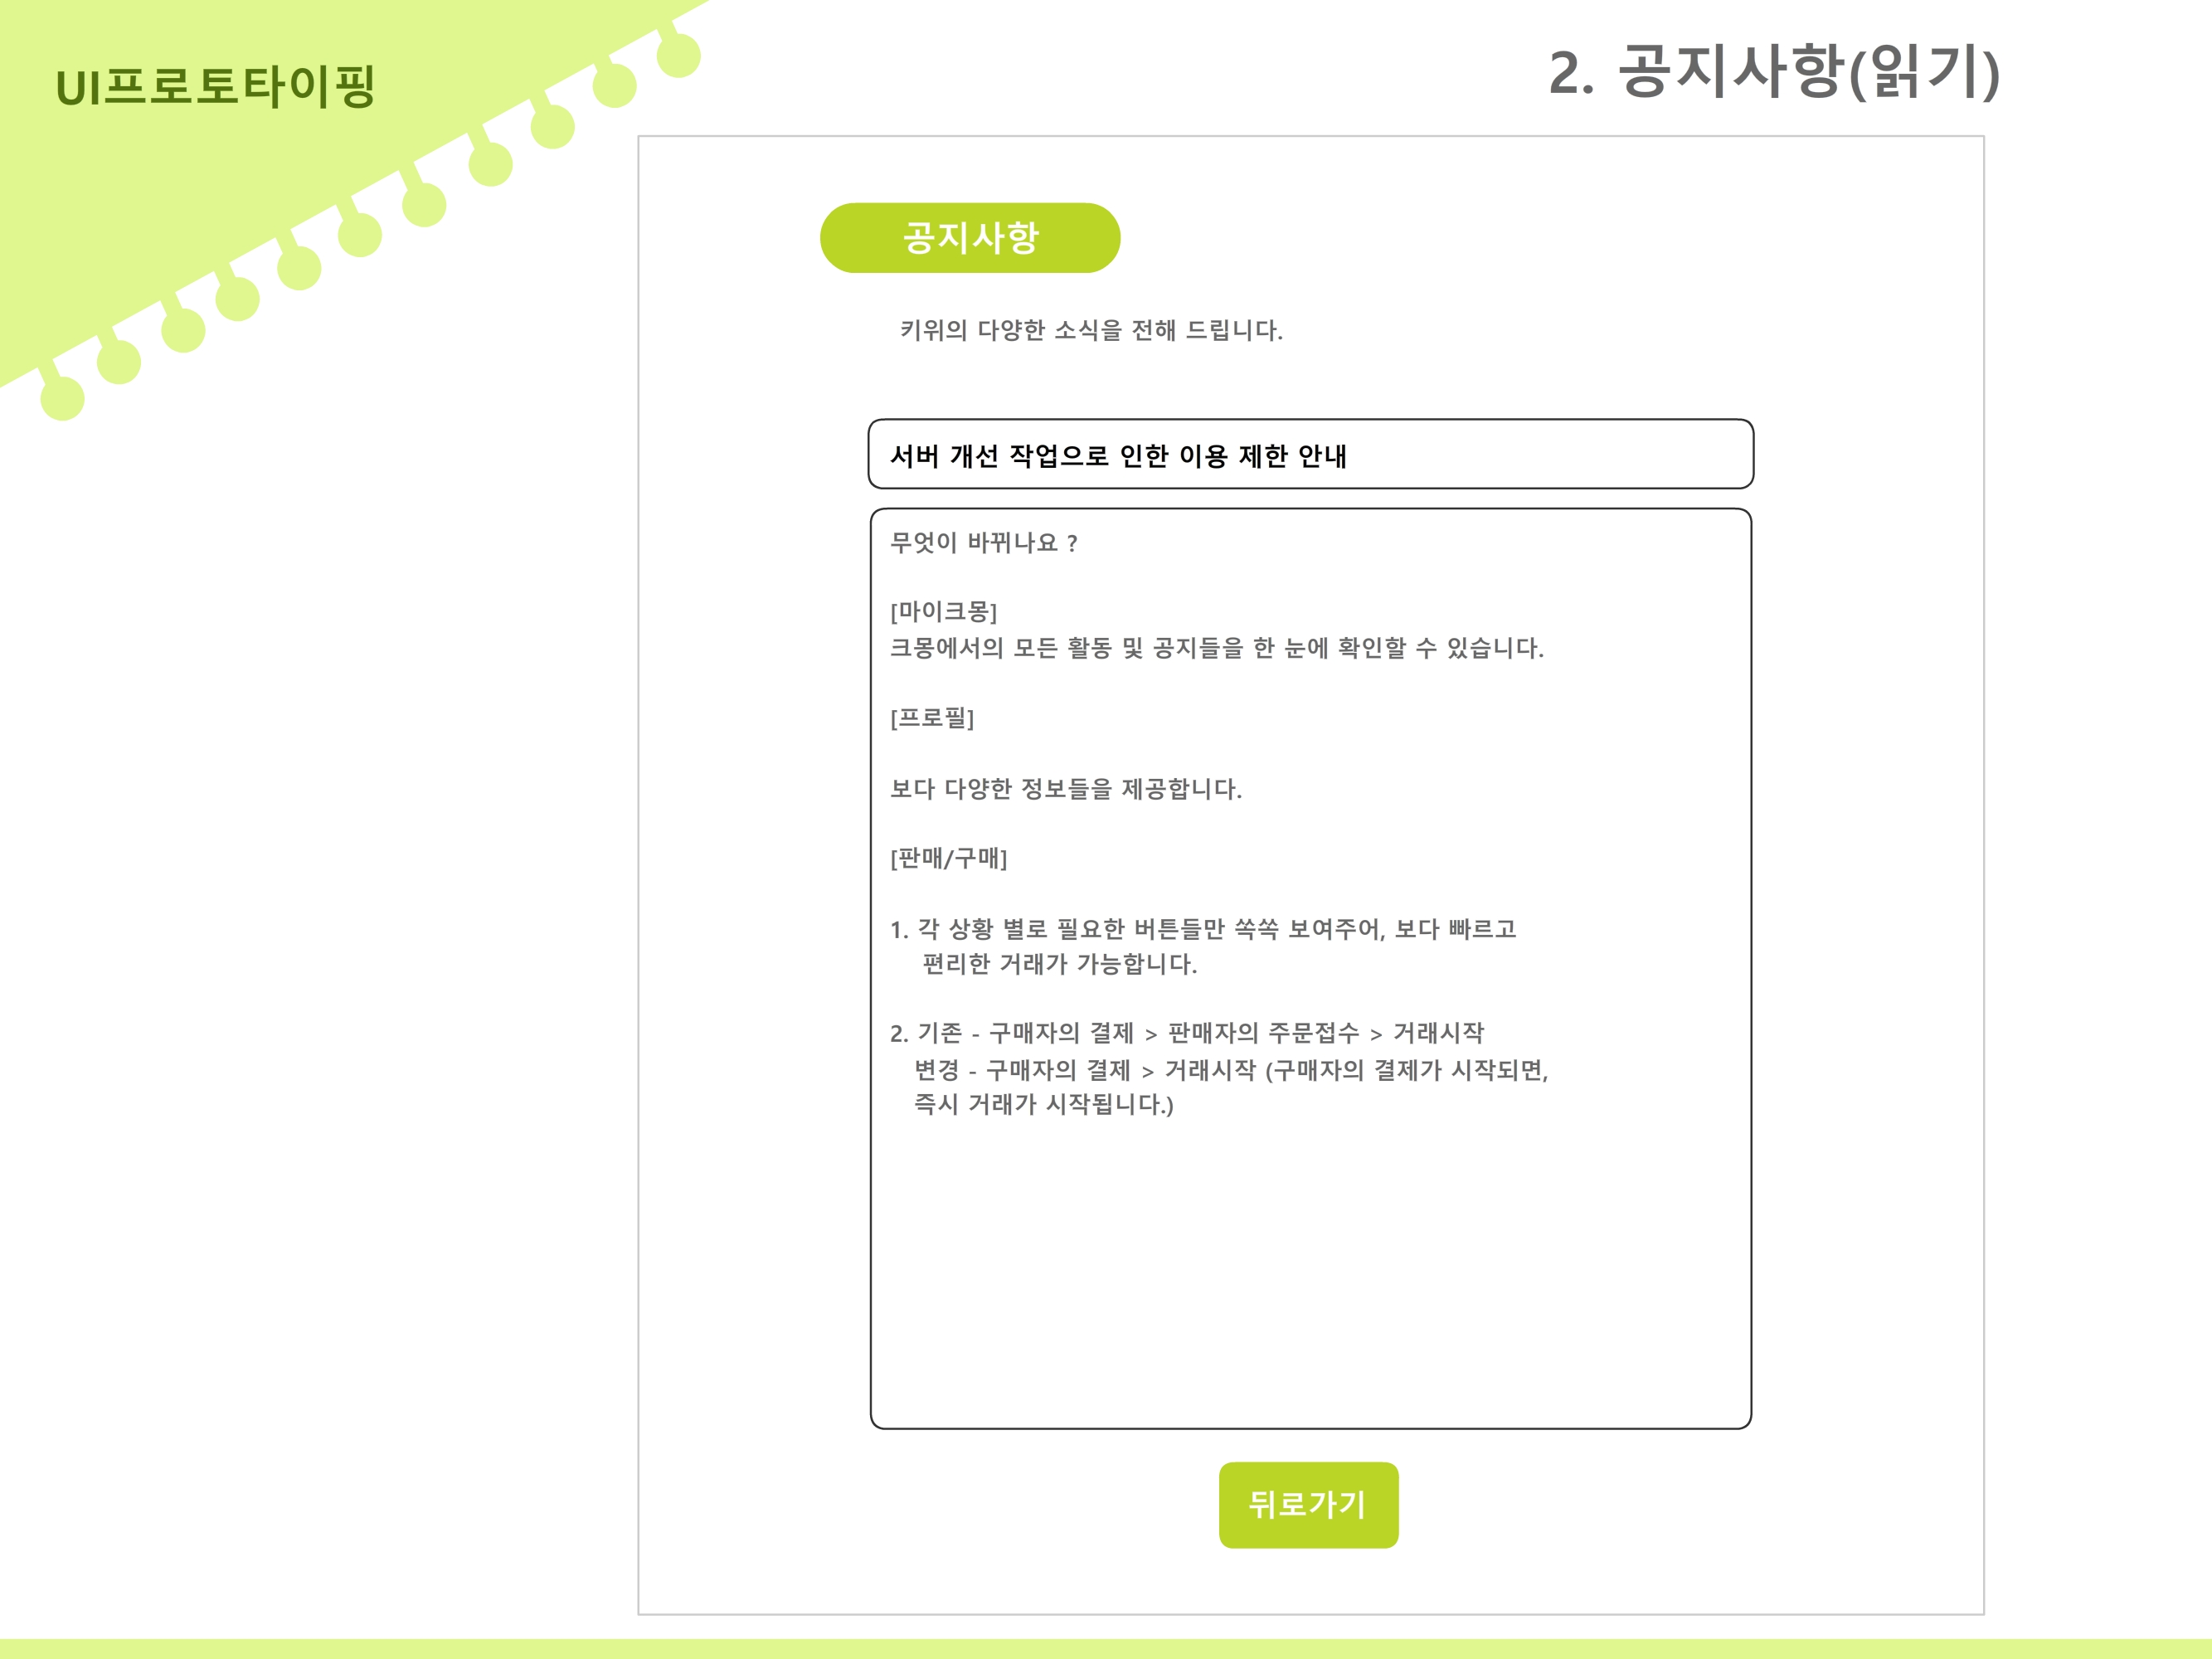 UI프로토타이핑
2. 공지사항(읽기)
공지사항
키위의 다양한 소식을 전해 드립니다.
서버 개선 작업으로 인한 이용 제한 안내
무엇이 바뀌나요 ?
[마이크몽]
크몽에서의 모든 활동 및 공지들을 한 눈에 확인할 수 있습니다.
[프로필]
보다 다양한 정보들을 제공합니다.
[판매/구매]
1. 각 상황 별로 필요한 버튼들만 쏙쏙 보여주어, 보다 빠르고
편리한 거래가 가능합니다.
2. 기존 - 구매자의 결제 > 판매자의 주문접수 > 거래시작
변경 - 구매자의 결제 > 거래시작 (구매자의 결제가 시작되면,
즉시 거래가 시작됩니다.)
뒤로가기